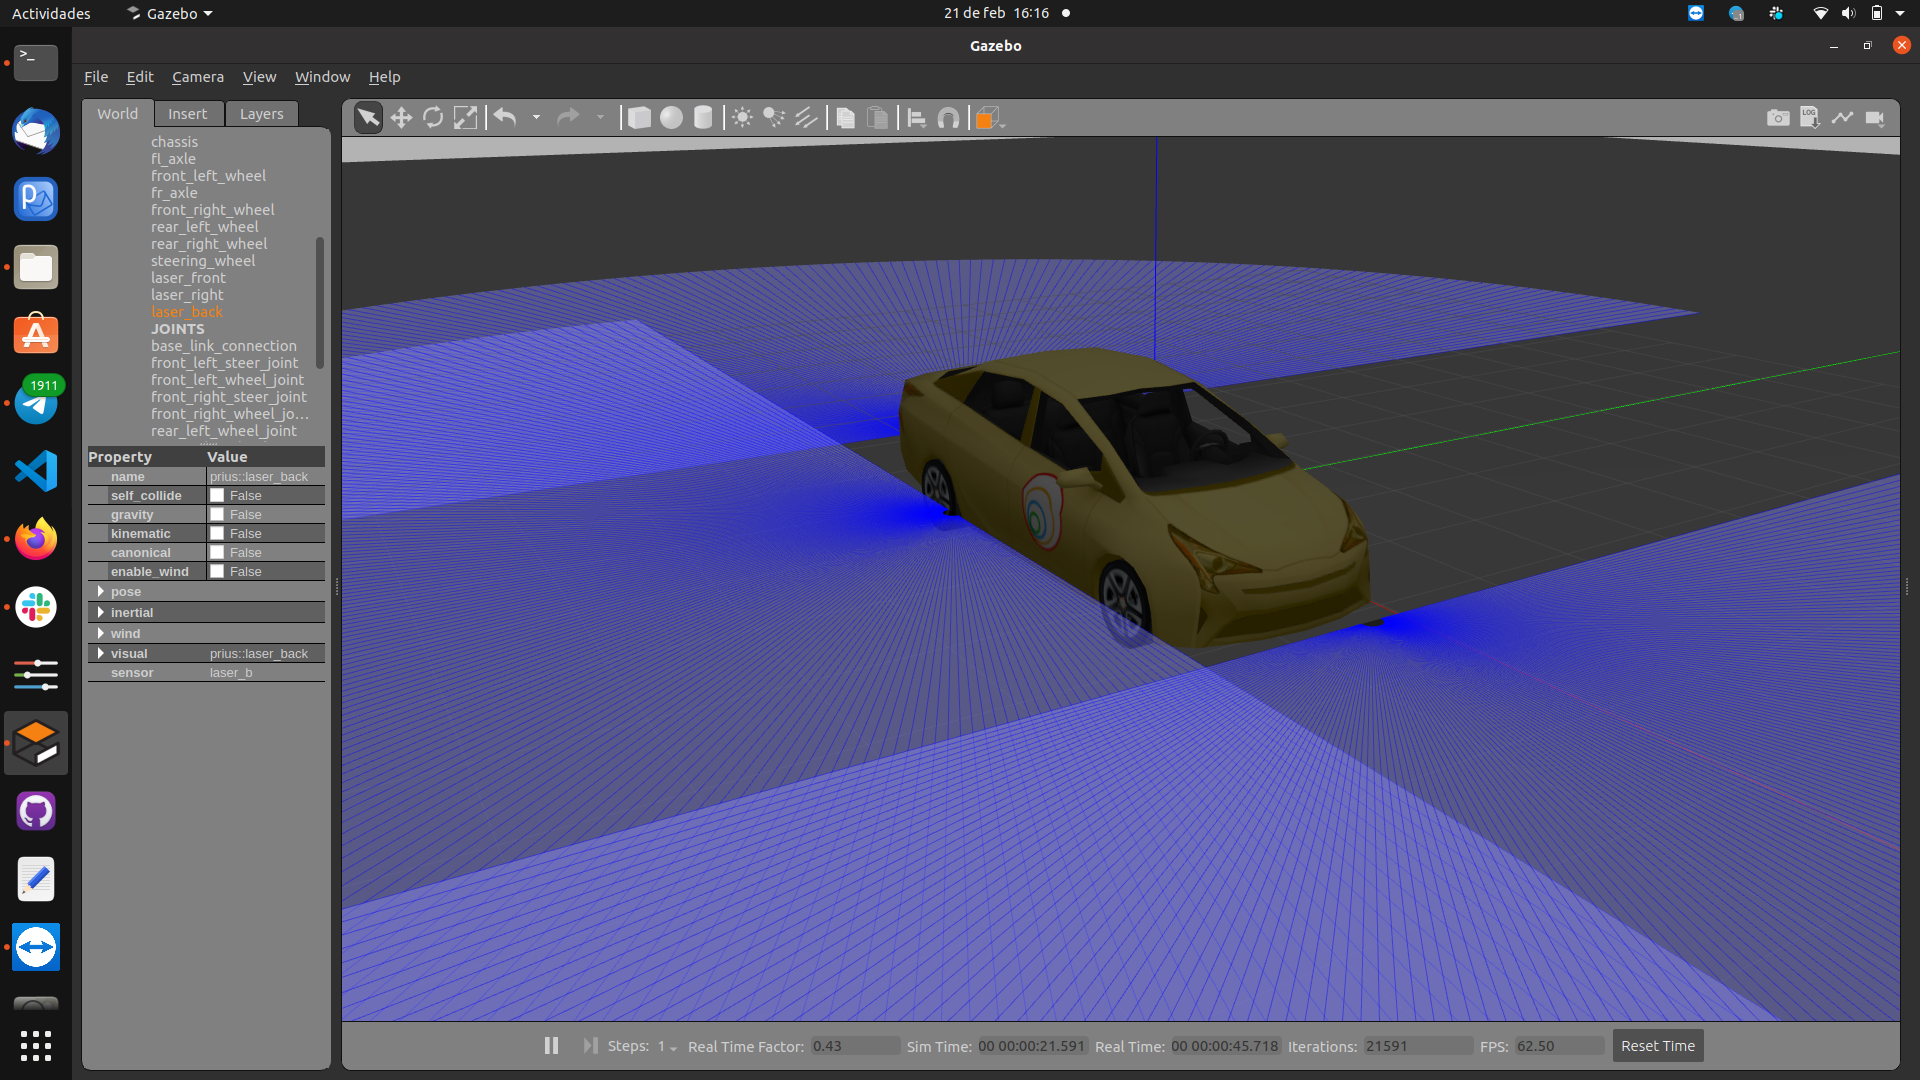 Actividades
Gazebo
21 de feb 16:16
Gazebo
File Edit Camera View Window Help
World Insert Layers
LOG
chassis
fl_axle
front_left_wheel
fr_axle
front_right_wheel
rear_left_wheel
rear_right_wheel
steering_wheel
laser_front
laser_right
laser_back
JOINTS
base_link_connection
front_left_steer_joint
front_left_wheel_joint
front_right_steer_joint
front_right_wheel_jo...
rear_left_wheel_joint
Property Value
name prius::laser_back
self_collide False
gravity False
kinematic False
canonical False
enable_wind False
pose
inertial
wind
visual prius::laser_back
sensor laser_b
1911
Steps: 1 Real Time Factor: 0.43 Sim Time: 00 00:00:21.591 Real Time: 00 00:00:45.718 Iterations: 21591 FPS: 62.50 Reset Time